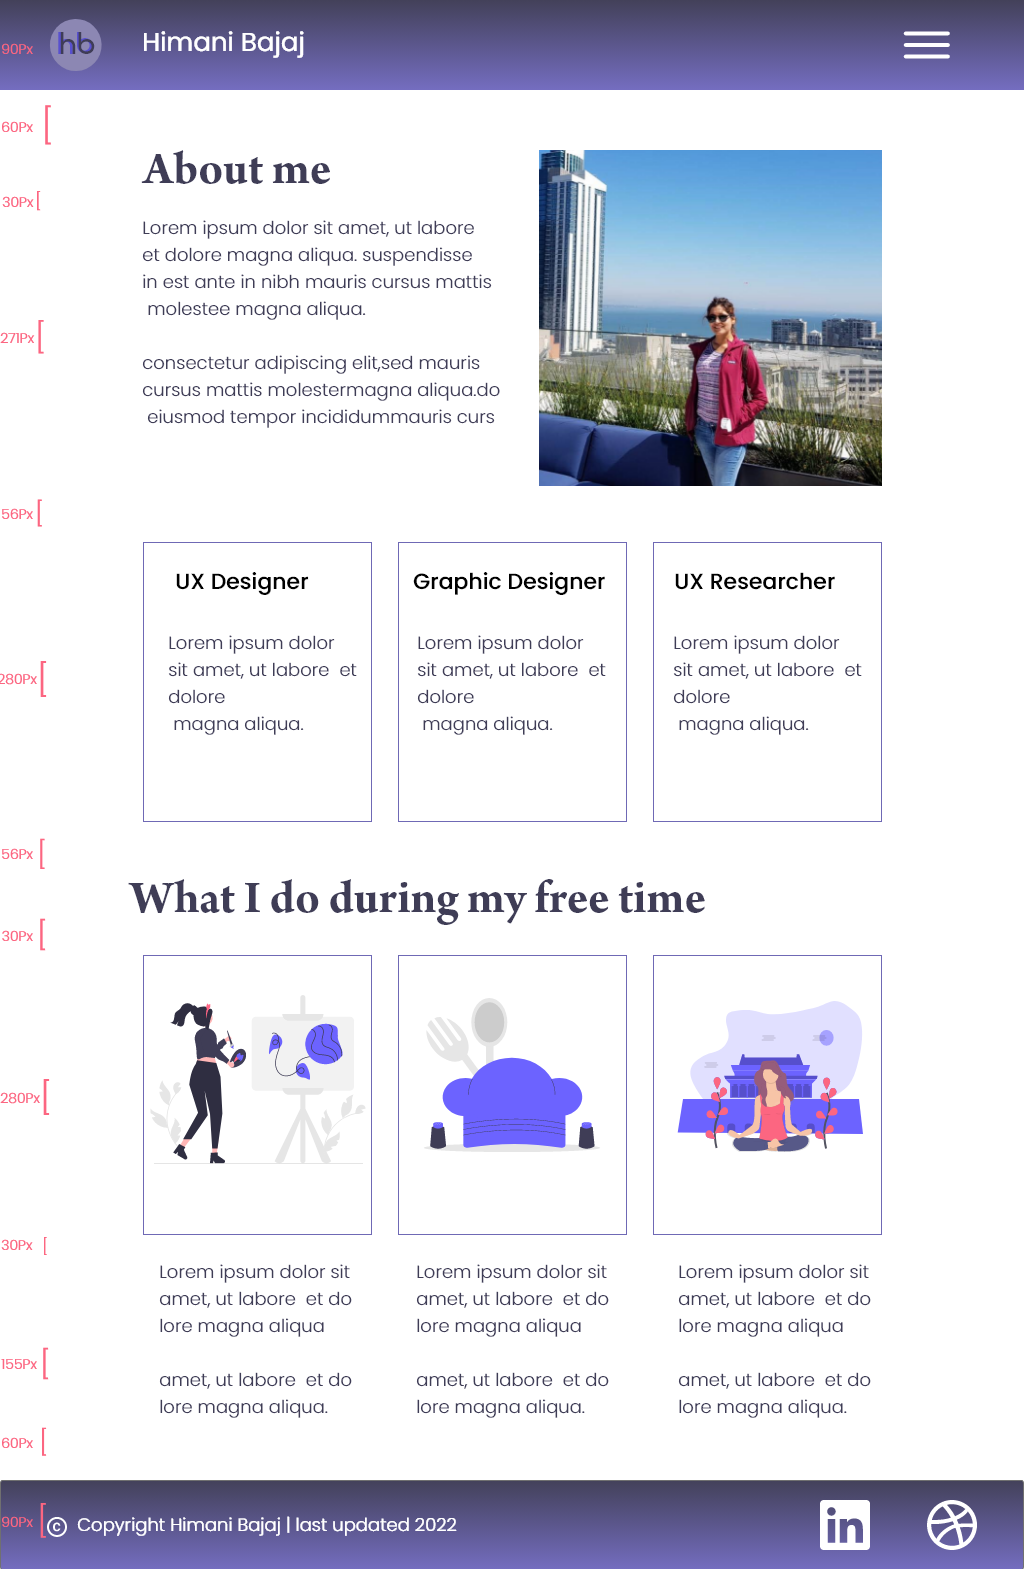 90Px
hb
Himani Bajaj
60Px
About me
30Px
Lorem ipsum dolor sit amet, ut labore
et dolore magna aliqua. suspendisse
in est ante in nibh mauris cursus mattis
molestee magna aliqua.
271Px
consectetur adipiscing elit,sed mauris
cursus mattis molestermagna aliqua.do
eiusmod tempor incididummauris curs
56Px
UX Designer
Lorem ipsum dolor
sit amet, ut labore et
dolore
magna aliqua.
Graphic Designer
Lorem ipsum dolor
sit amet, ut labore et
dolore
magna aliqua.
UX Researcher
Lorem ipsum dolor
sit amet, ut labore et
dolore
magna aliqua.
280Px
56Px
What I do during my free time
30Px
280Px
30Px
Lorem ipsum dolor sit
amet, ut labore et do
lore magna aliqua
amet, ut labore et do
lore magna aliqua.
Lorem ipsum dolor sit
amet, ut labore et do
lore magna aliqua
amet, ut labore et do
lore magna aliqua.
Lorem ipsum dolor sit
amet, ut labore et do
lore magna aliqua
amet, ut labore et do
lore magna aliqua.
155Px
60Px
90Px
© Copyright Himani Bajaj | last updated 2022
in